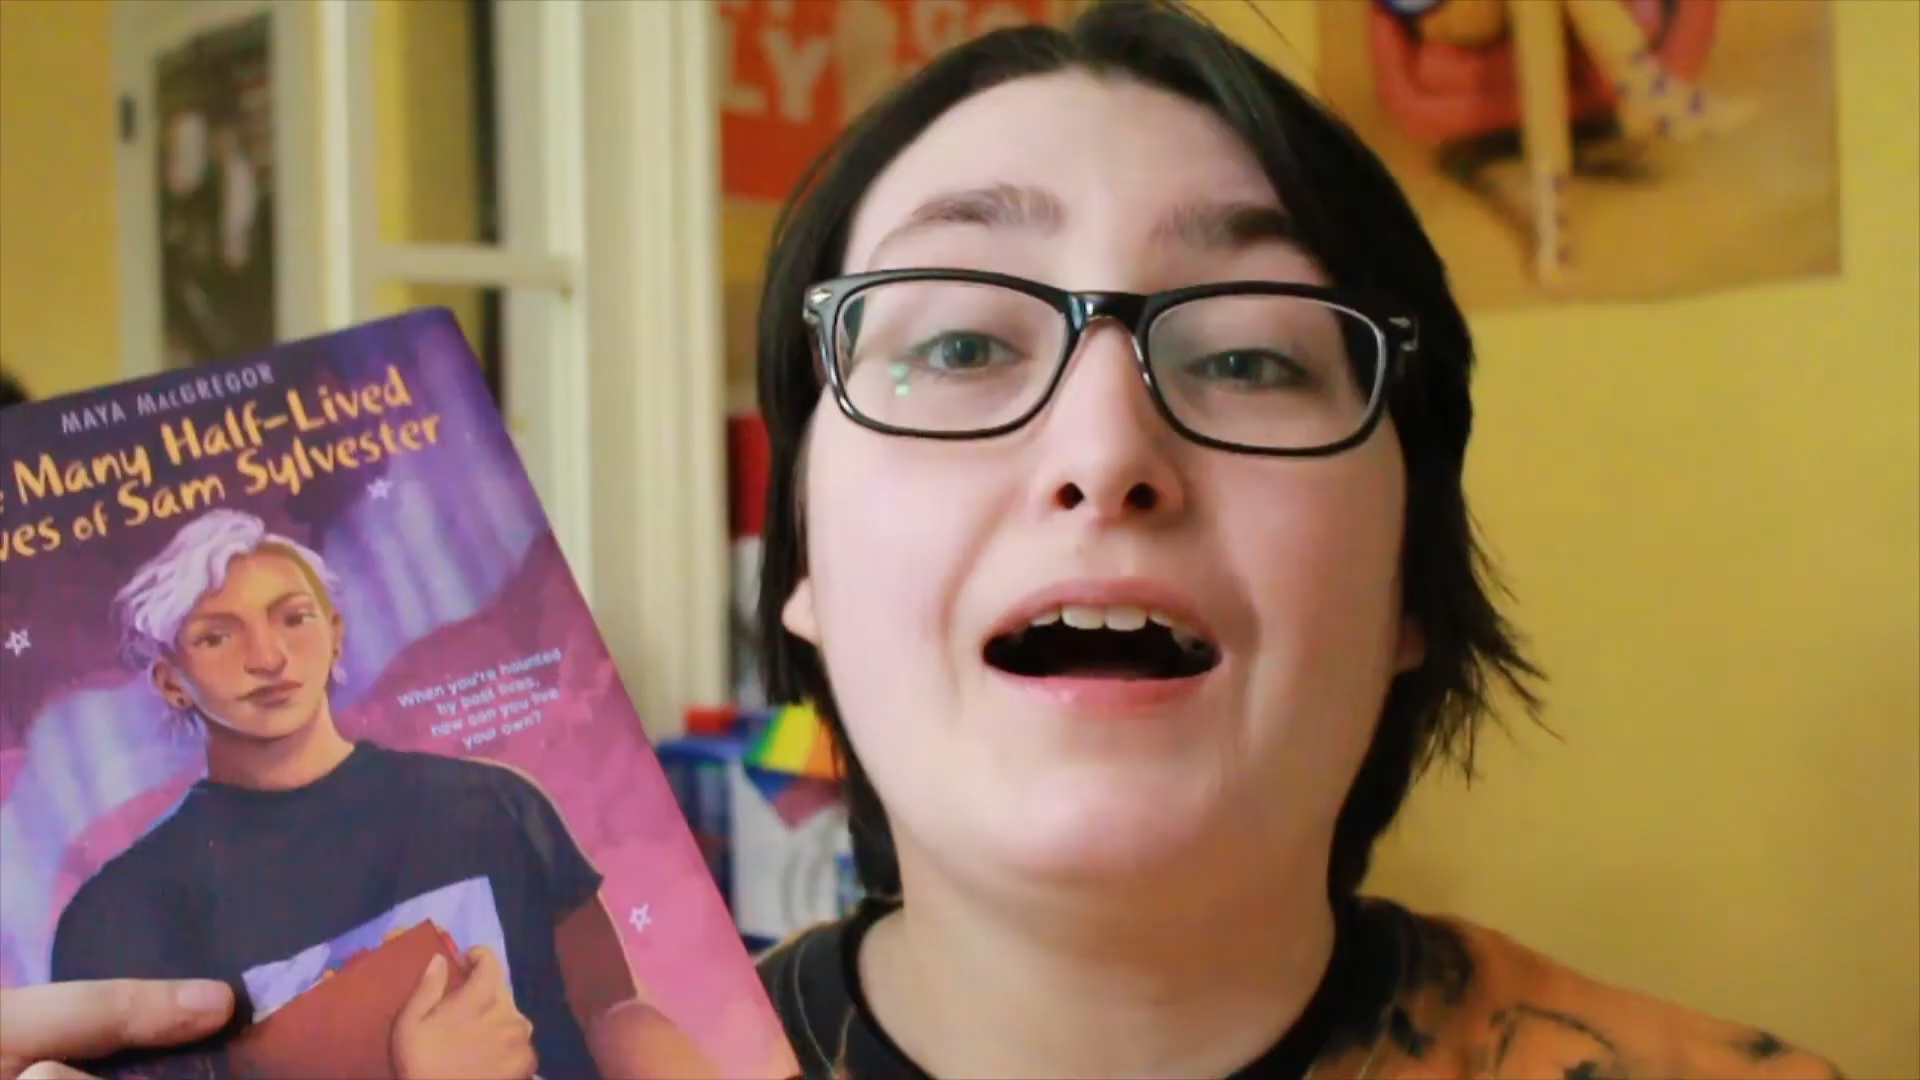 MAYA MACGREGOR
Many Half-Lived
ves of Sam Sylvester
When you're haunted
by past lives,
how can you live
your own?
LY